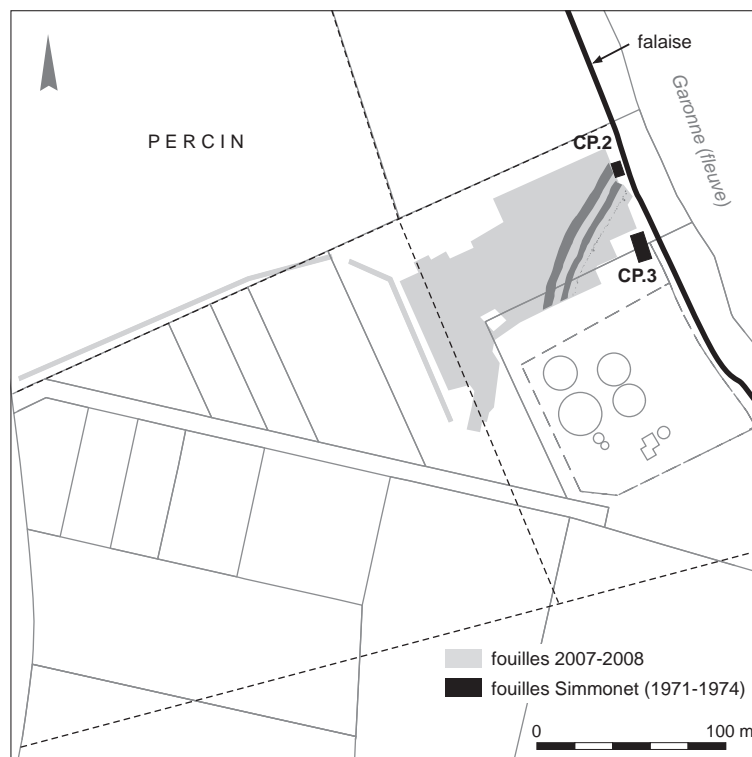 falaise
Garonne (fleuve)
PERCIN
CP.2
CP.3
fouilles 2007-2008
fouilles Simmonet (1971-1974)
0 100 m